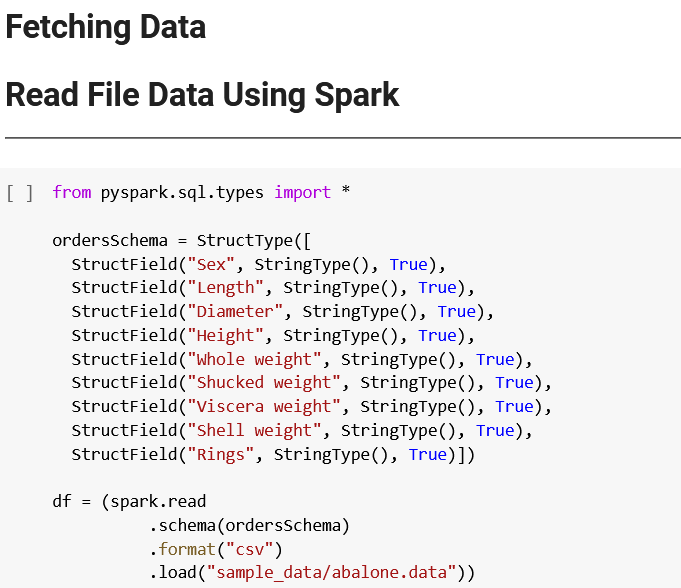 Fetching Data
Read File Data Using Spark
[ ] from pyspark.sql.types import *
ordersSchema = StructType([
  StructField("Sex", StringType(), True),
  StructField("Length", StringType(), True),
  StructField("Diameter", StringType(), True),
  StructField("Height", StringType(), True),
  StructField("Whole weight", StringType(), True),
  StructField("Shucked weight", StringType(), True),
  StructField("Viscera weight", StringType(), True),
  StructField("Shell weight", StringType(), True),
  StructField("Rings", StringType(), True)])
df = (spark.read
          .schema(ordersSchema)
          .format("csv")
          .load("sample_data/abalone.data"))